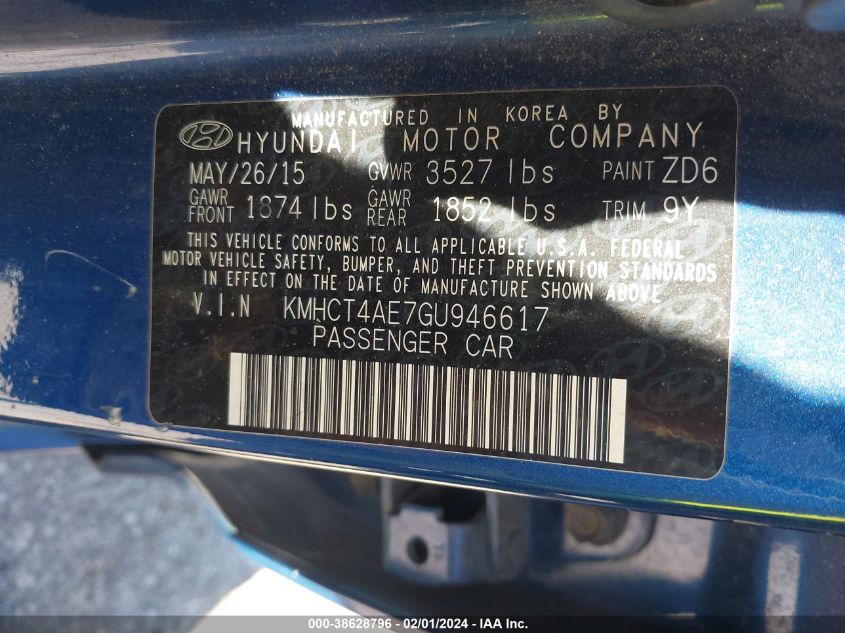 MANUFACTURED IN KOREA BY
HYUNDAI MOTOR COMPANY
MAY/26/15 GVWR 3527 lbs PAINT ZD6
GAWR FRONT 1874 lbs GAWR REAR 1852 lbs TRIM 9Y
THIS VEHICLE CONFORMS TO ALL APPLICABLE U.S.A. FEDERAL
MOTOR VEHICLE SAFETY, BUMPER, AND THEFT PREVENTION STANDARDS
IN EFFECT ON THE DATE OF MANUFACTURE SHOWN ABOVE
V.I.N KMHCT4AE7GU946617
PASSENGER CAR
000-38628796 - 02/01/2024 - IAA Inc.